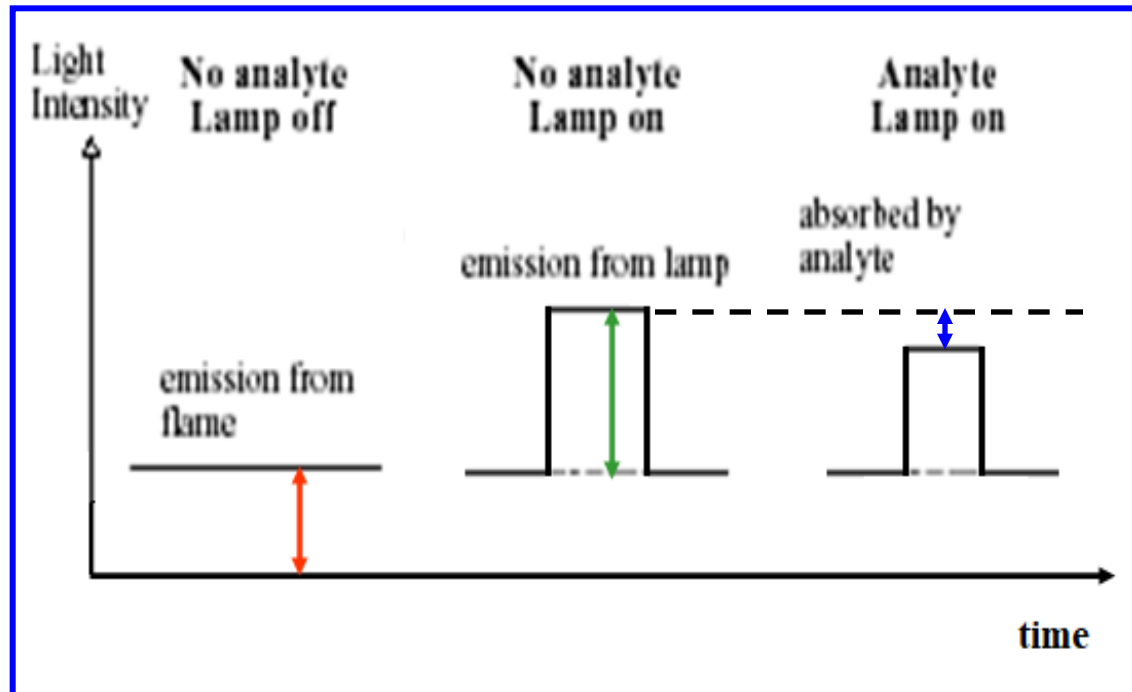 Light
Intensity
No analyte
Lamp off
No analyte
Lamp on
Analyte
Lamp on
absorbed by
analyte
emission from lamp
emission from
flame
time